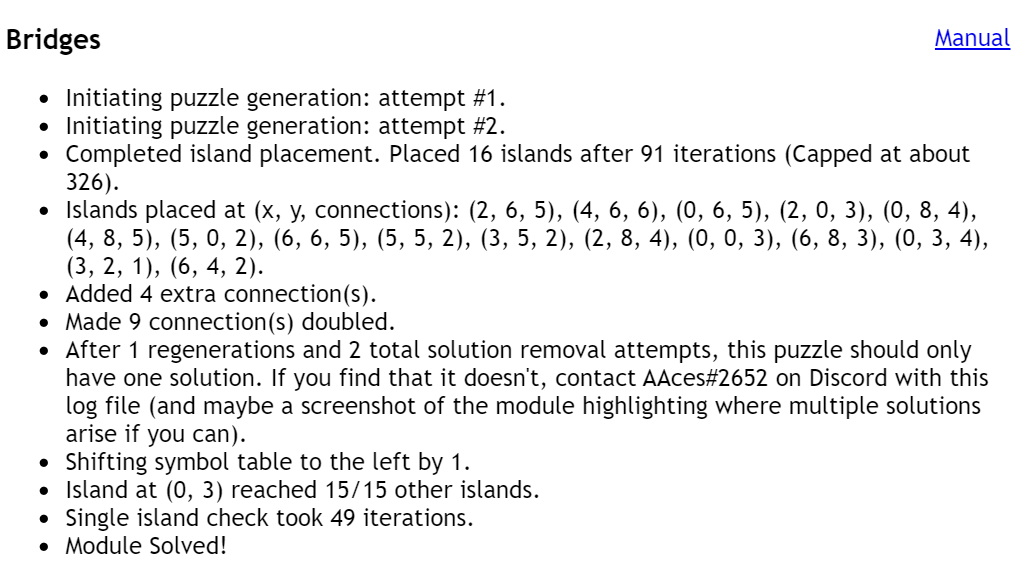 Bridges
Manual
• Initiating puzzle generation: attempt #1.
• Initiating puzzle generation: attempt #2.
• Completed island placement. Placed 16 islands after 91 iterations (Capped at about
326).
• Islands placed at (x, y, connections): (2, 6, 5), (4, 6, 6), (0, 6, 5), (2, 0, 3), (0, 8, 4),
(4, 8, 5), (5, 0, 2), (6, 6, 5), (5, 5, 2), (3, 5, 2), (2, 8, 4), (0, 0, 3), (6, 8, 3), (0, 3, 4),
(3, 2, 1), (6, 4, 2).
• Added 4 extra connection(s).
• Made 9 connection(s) doubled.
• After 1 regenerations and 2 total solution removal attempts, this puzzle should only
have one solution. If you find that it doesn't, contact AAces#2652 on Discord with this
log file (and maybe a screenshot of the module highlighting where multiple solutions
arise if you can).
• Shifting symbol table to the left by 1.
• Island at (0, 3) reached 15/15 other islands.
• Single island check took 49 iterations.
• Module Solved!